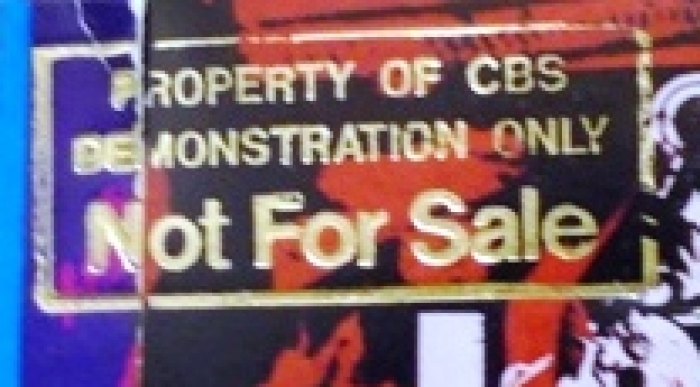 PROPERTY OF CBS
DEMONSTRATION ONLY
Not For Sale